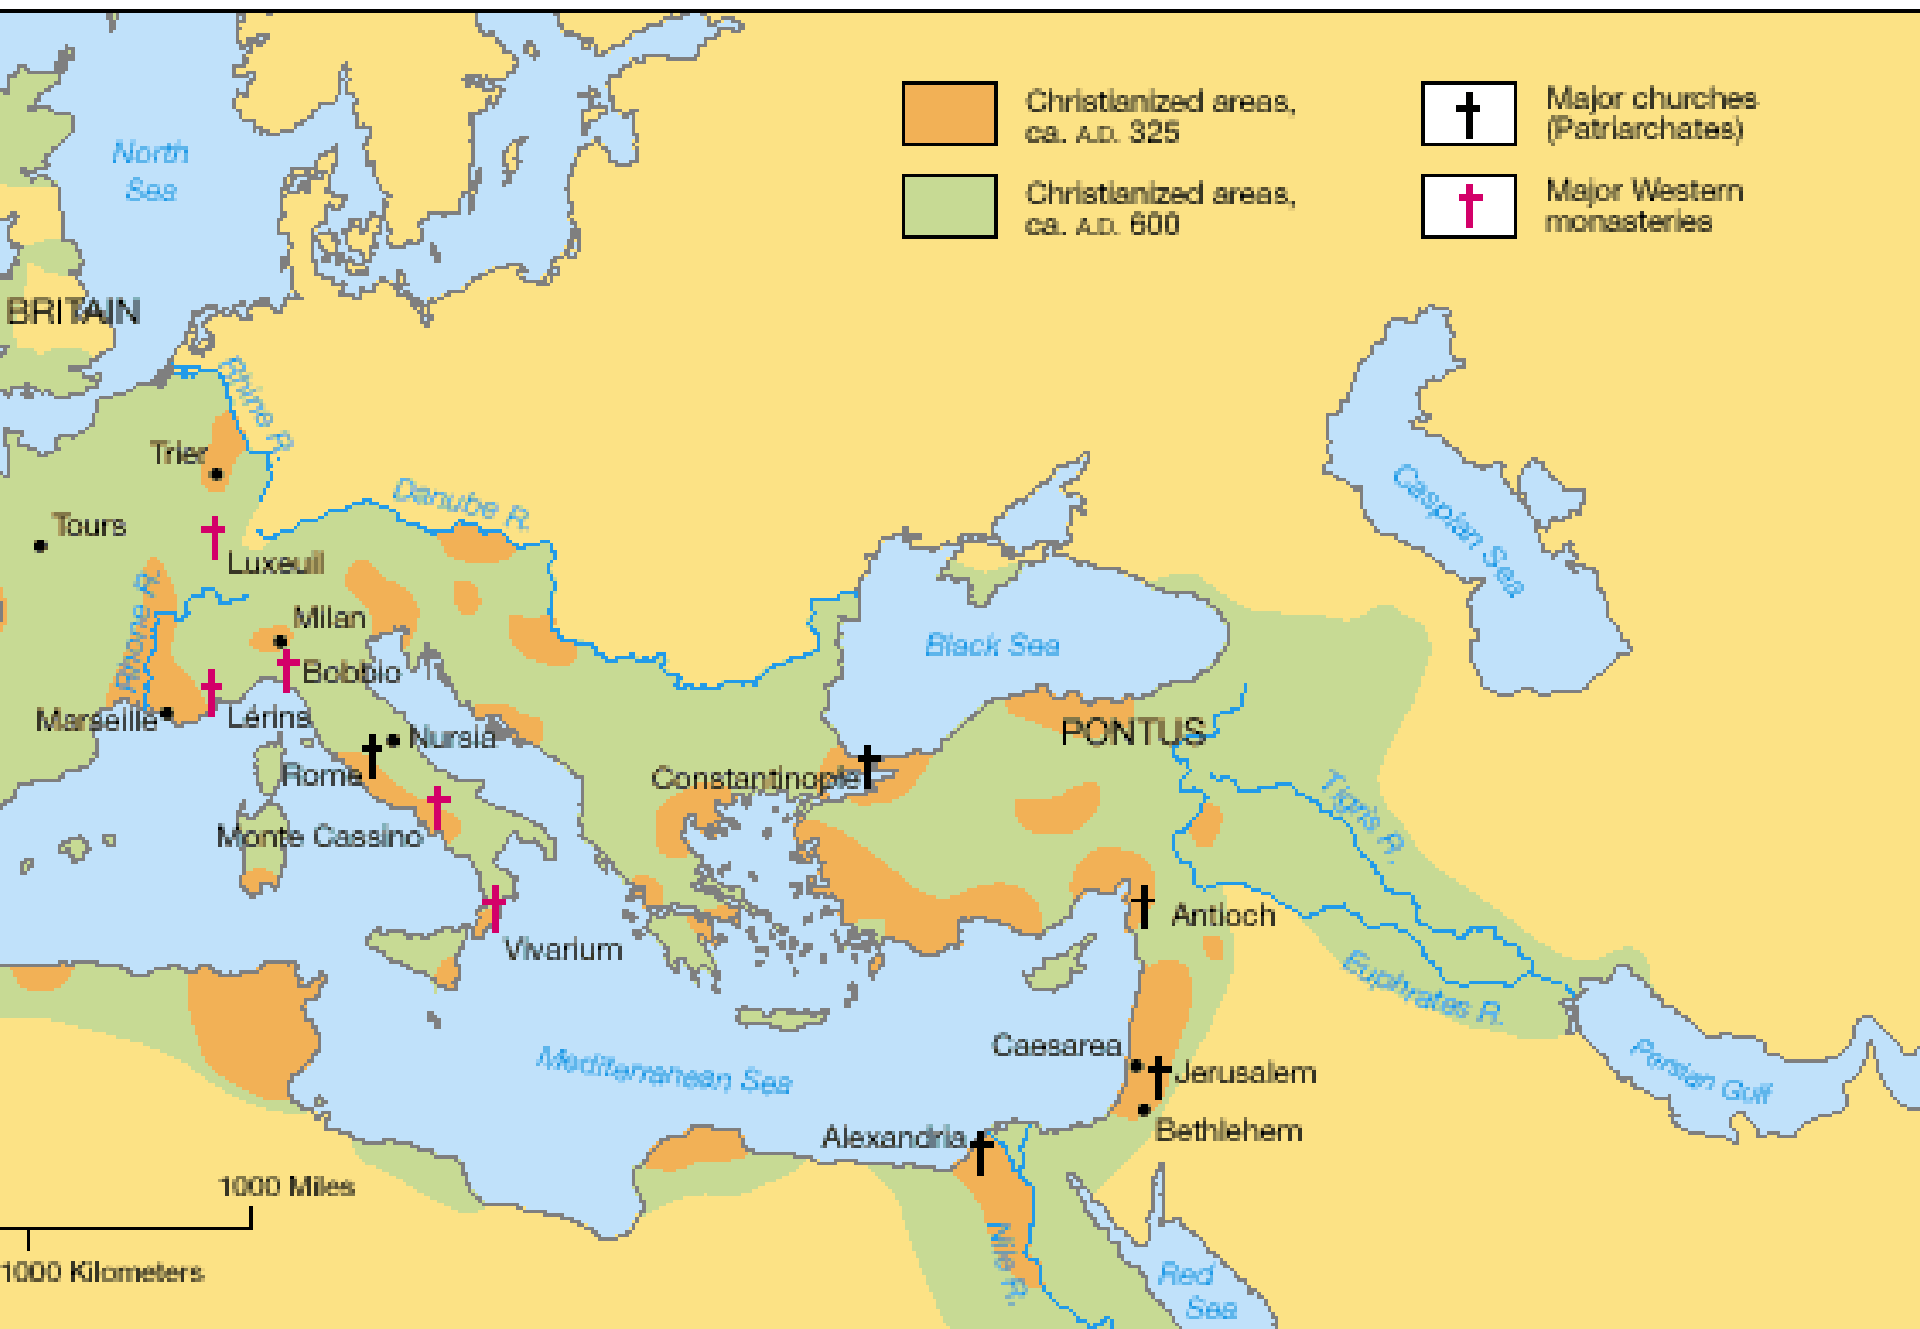 Christianized areas,
ca. A.D. 325
Major churches
(Patriarchates)
Christianized areas,
ca. A.D. 600
Major Western
monasteries
North
Sea
BRITAIN
Rhine R.
Trier
Danube R.
Tours
Luxeuil
Caspian Sea
Rhone R.
Milan
Black Sea
Bobbio
Marseille
Lérins
Nursia
PONTUS
Rome
Constantinople
Tigris R.
Monte Cassino
Antioch
Vivarium
Euphrates R.
Caesarea
Mediterranean Sea
Jerusalem
Persian Gulf
Alexandria
Bethlehem
1000 Miles
Nile R.
1000 Kilometers
Red
Sea